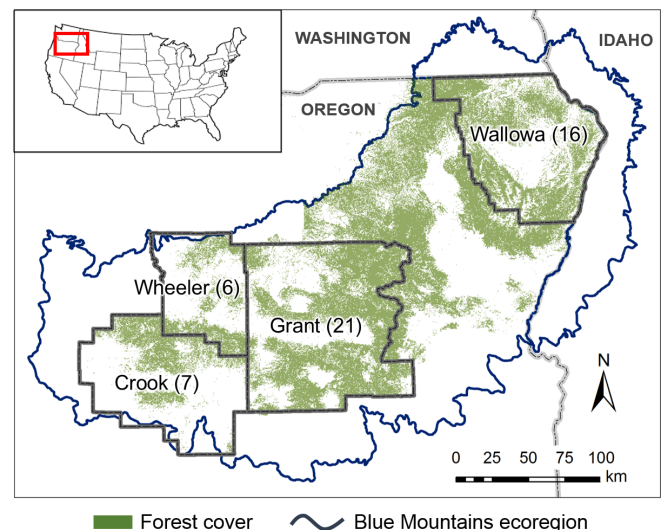 WASHINGTON
IDAHO
OREGON
Wallowa (16)
Wheeler (6)
Grant (21)
Crook (7)
N
0 25 50 75 100
km
Forest cover
Blue Mountains ecoregion